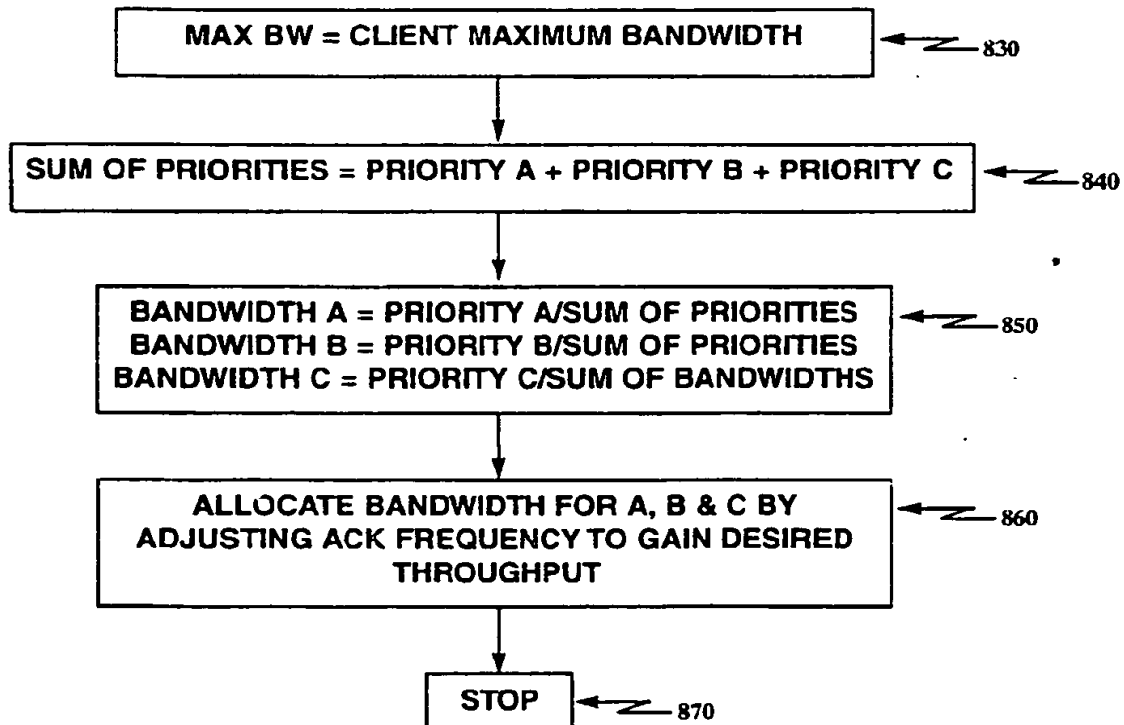 MAX BW = CLIENT MAXIMUM BANDWIDTH
830
SUM OF PRIORITIES = PRIORITY A + PRIORITY B + PRIORITY C
840
BANDWIDTH A = PRIORITY A/SUM OF PRIORITIES
BANDWIDTH B = PRIORITY B/SUM OF PRIORITIES
BANDWIDTH C = PRIORITY C/SUM OF BANDWIDTHS
850
ALLOCATE BANDWIDTH FOR A, B & C BY
ADJUSTING ACK FREQUENCY TO GAIN DESIRED
THROUGHPUT
860
STOP
870